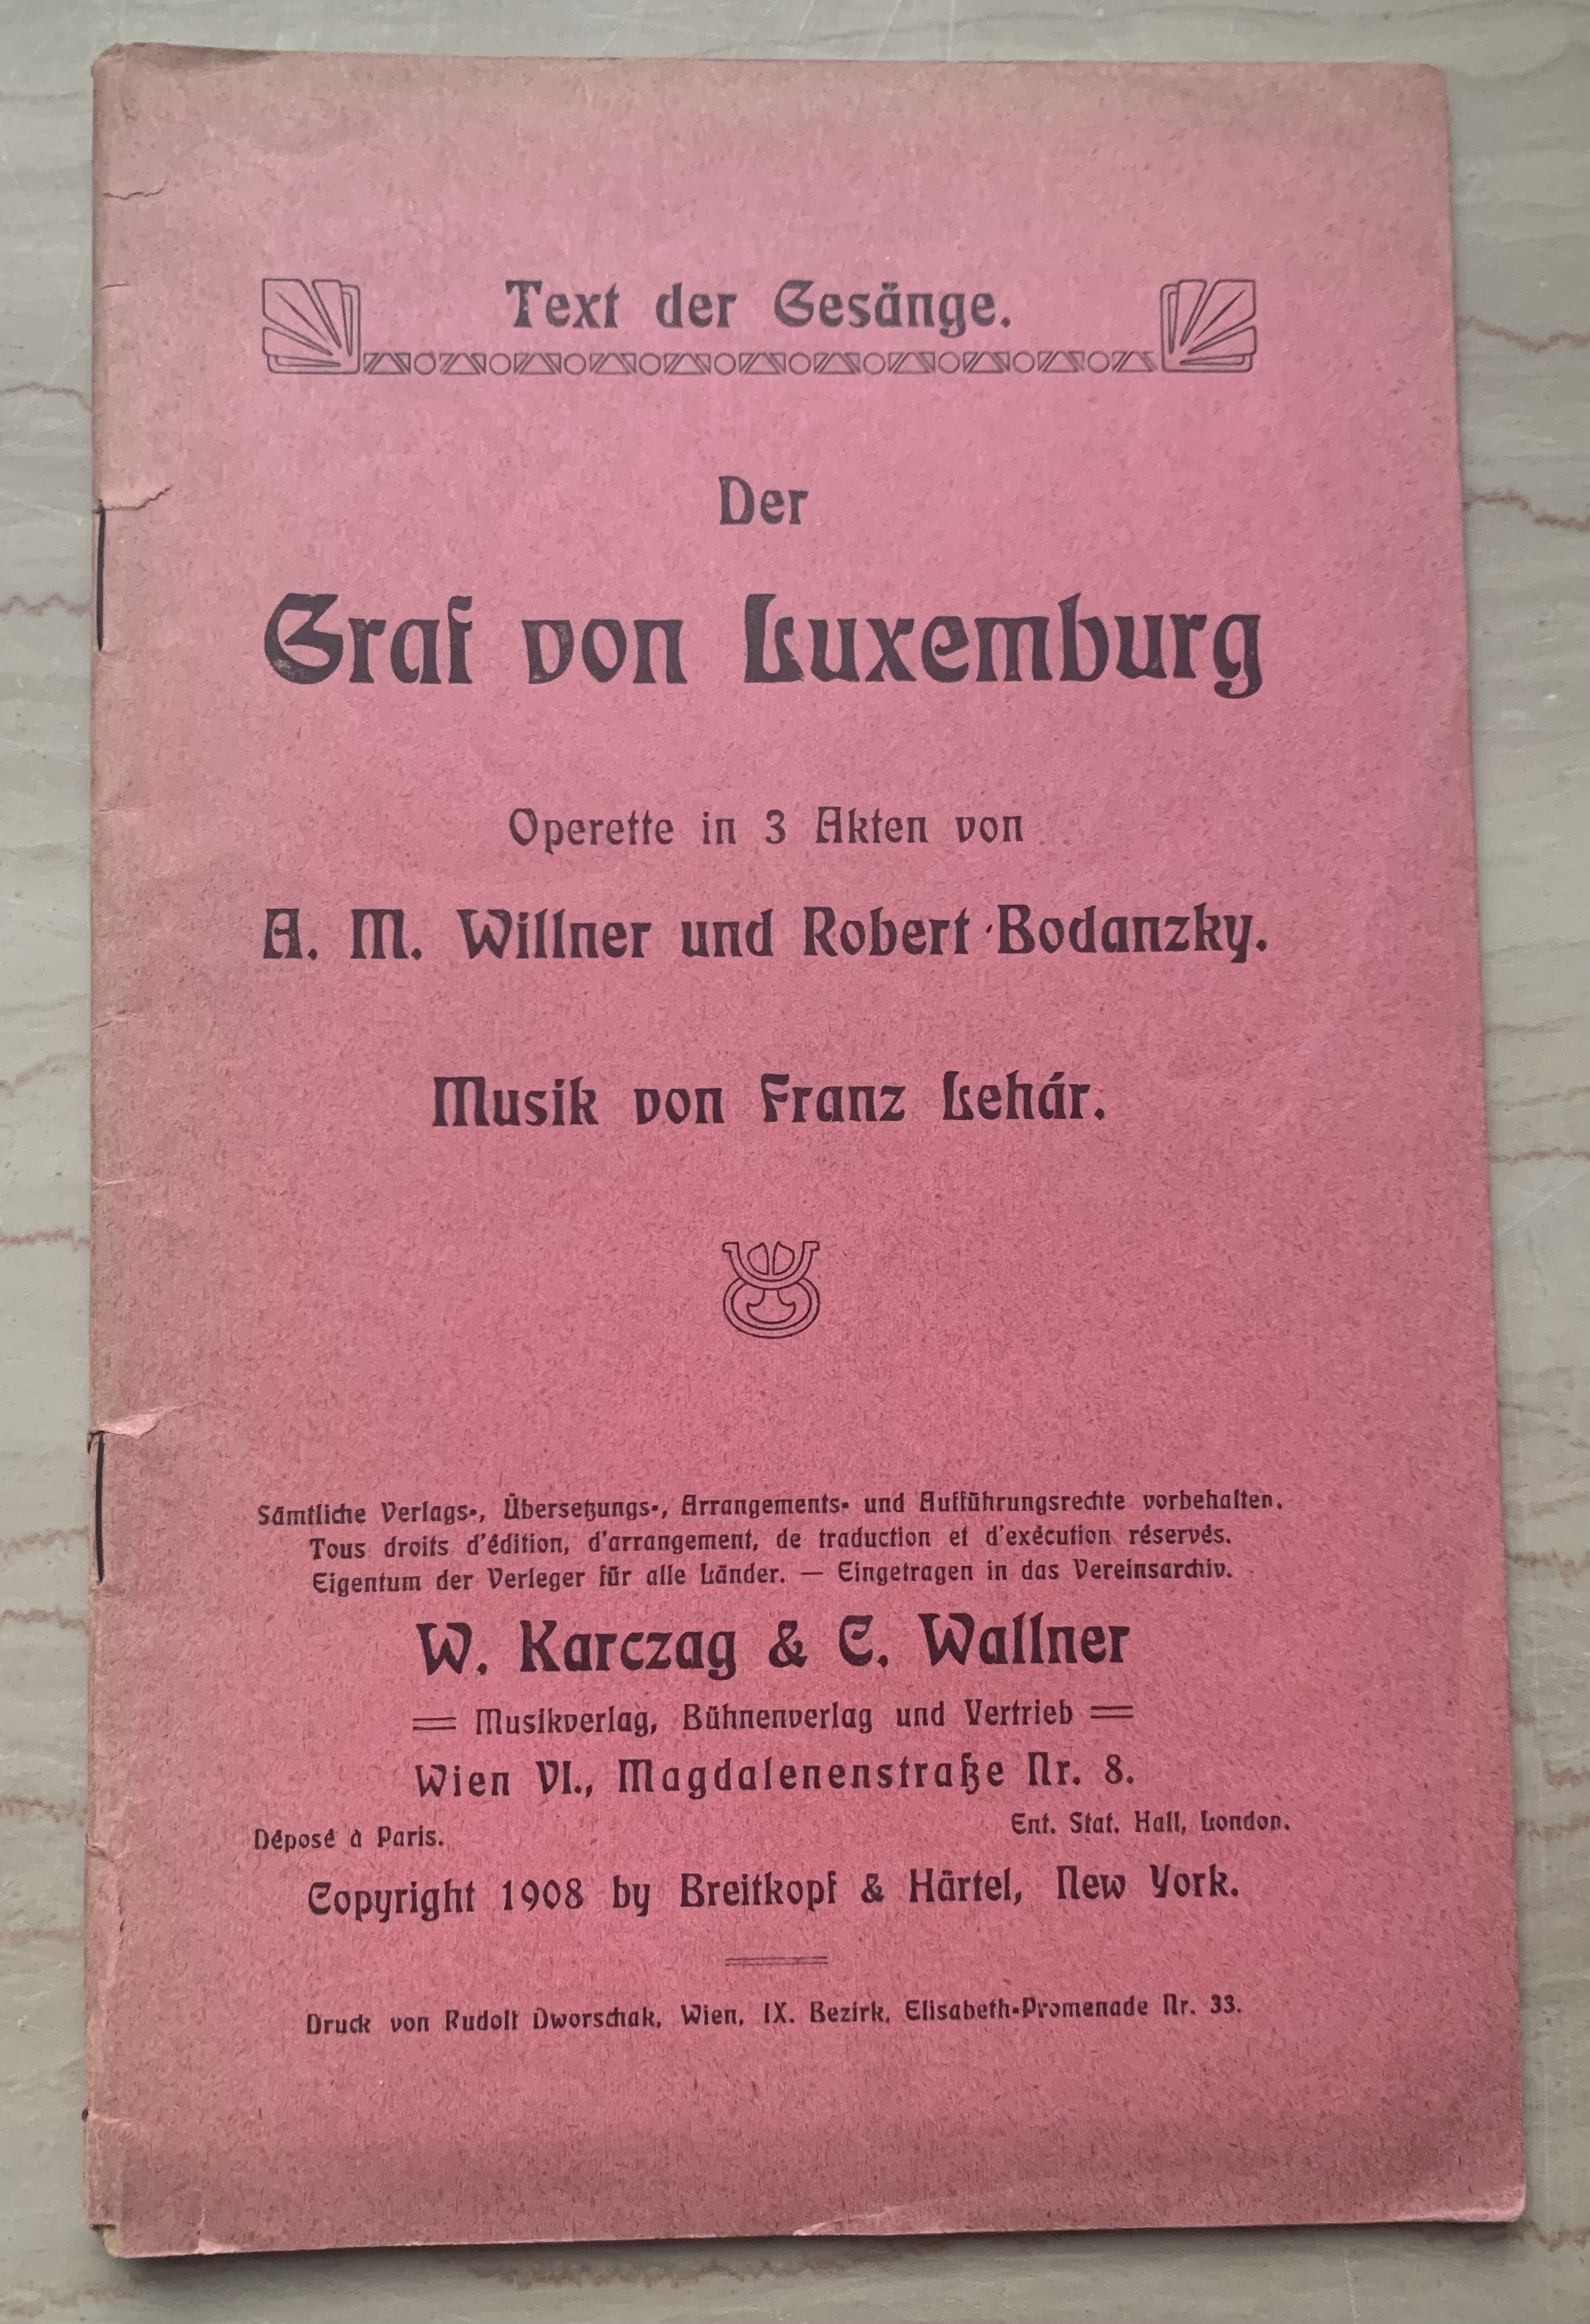 Text der Gesänge.
Der
Graf von Luxemburg
Operette in 3 Akten von
A. M. Willner und Robert Bodanzky.
Musik von Franz Lehár.
Sämtliche Verlags-, Übersetzungs-, Arrangements- und Aufführungsrechte vorbehalten.
Tous droits d'édition, d'arrangement, de traduction et d'exécution réservés.
Eigentum der Verleger für alle Länder. — Eingetragen in das Vereinsarchiv.
W. Karczag & C. Wallner
Musikverlag, Bühnenverlag und Vertrieb
Wien VI., Magdalenenstraße Nr. 8.
Déposé à Paris. Ent. Stat. Hall, London.
Copyright 1908 by Breitkopf & Härtel, New York.
Druck von Rudolf Dworschak, Wien, IX. Bezirk, Elisabeth-Promenade Nr. 33.